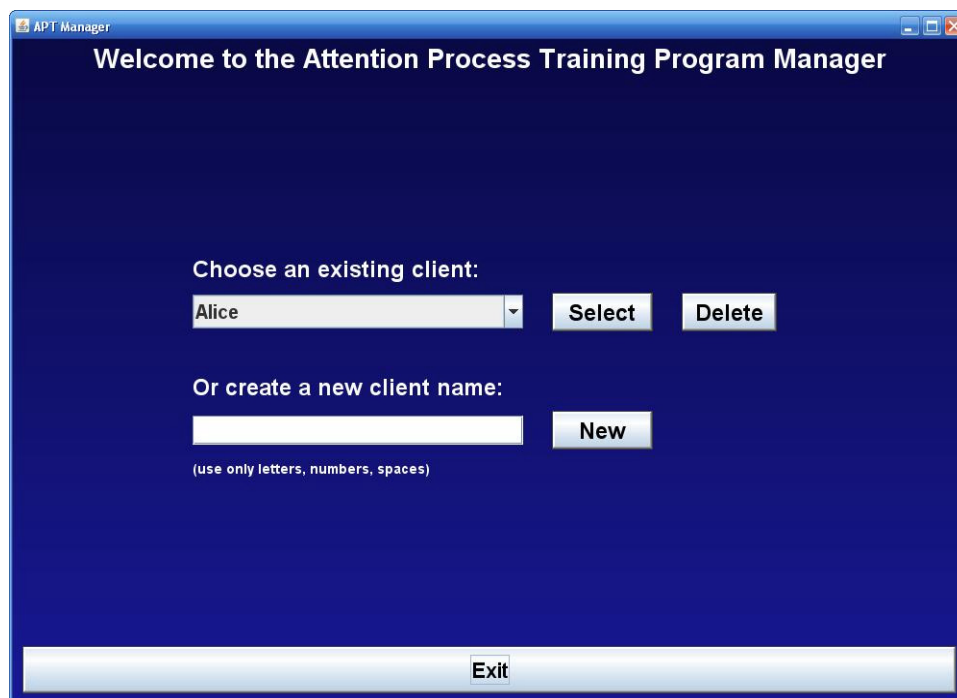 APT Manager
Welcome to the Attention Process Training Program Manager
Choose an existing client:
Alice
Select
Delete
Or create a new client name:
New
(use only letters, numbers, spaces)
Exit